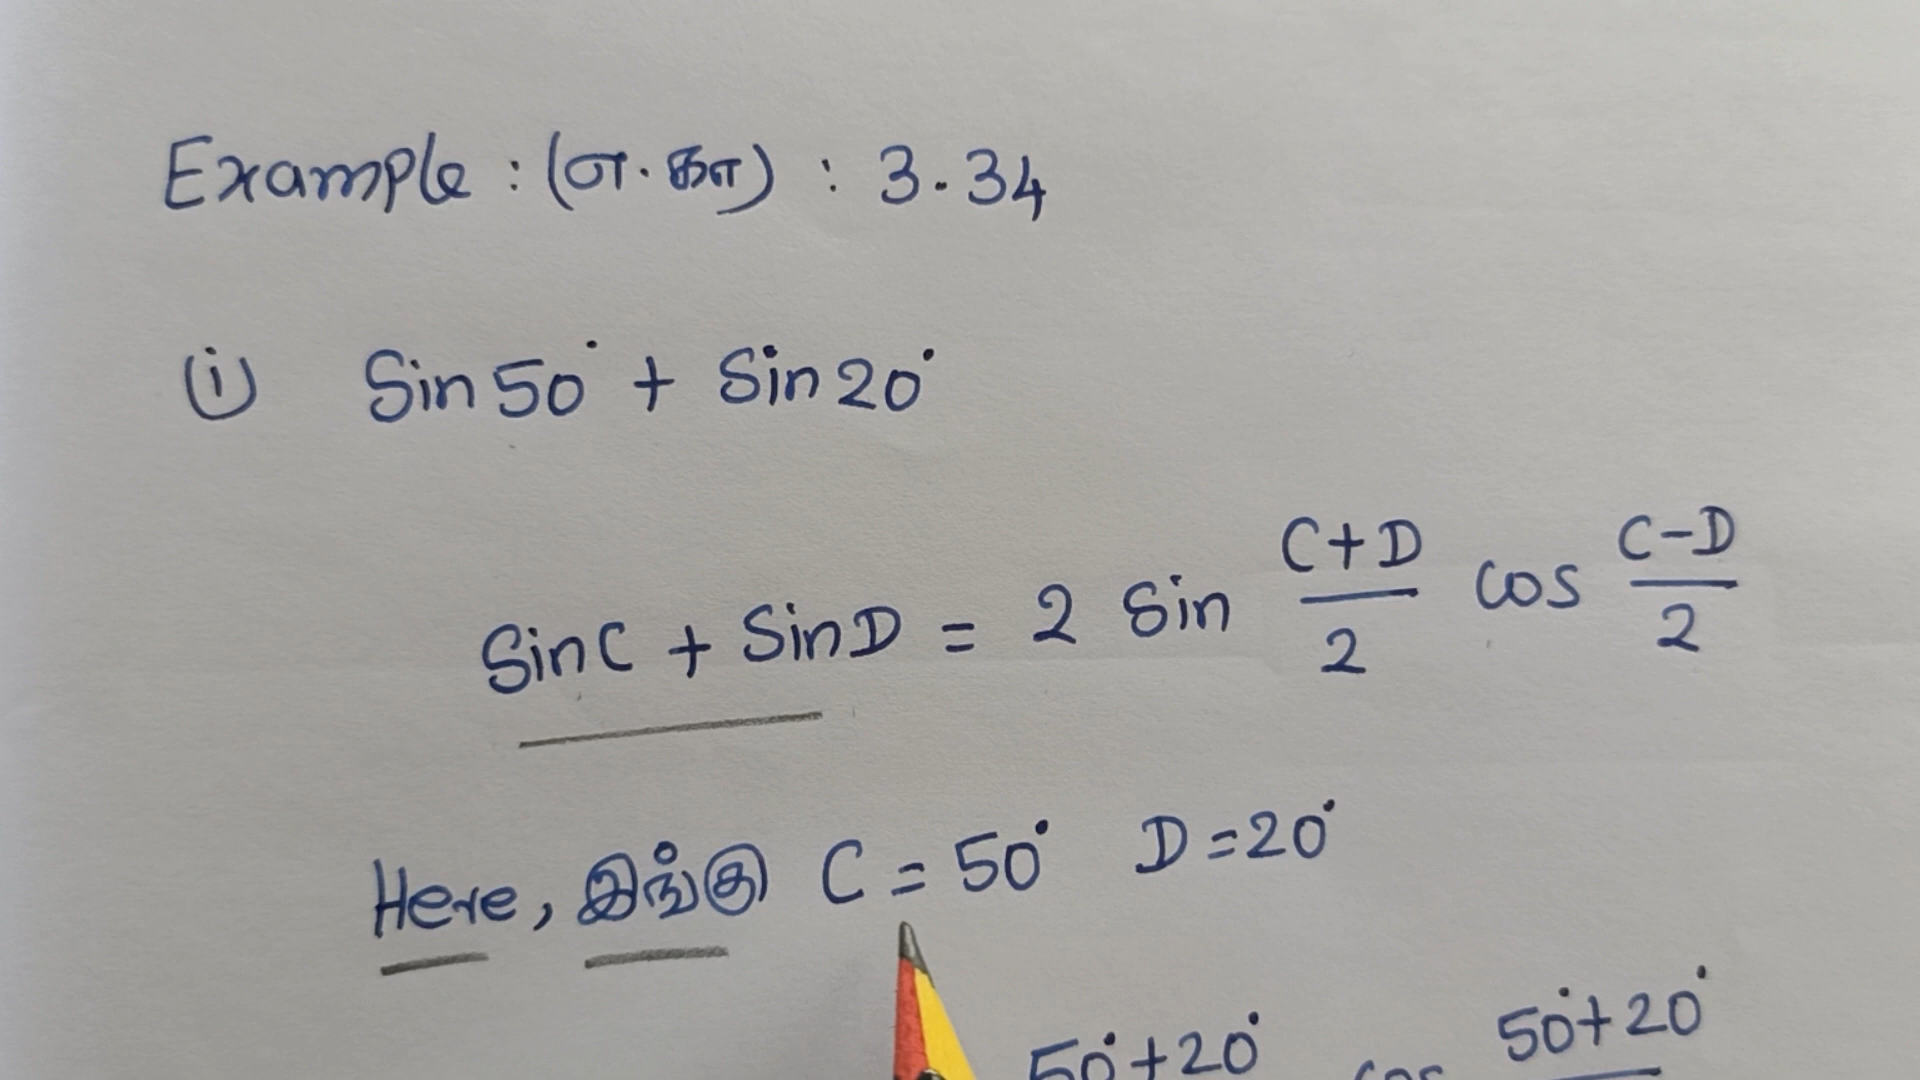 Example : (எ.கா) : 3.34
(i) Sin 50° + Sin 20°
Sin C + Sin D = 2 Sin C+D/2 cos C-D/2
Here, இங்கு C = 50° D = 20°
50°+20° cos 50°+20°